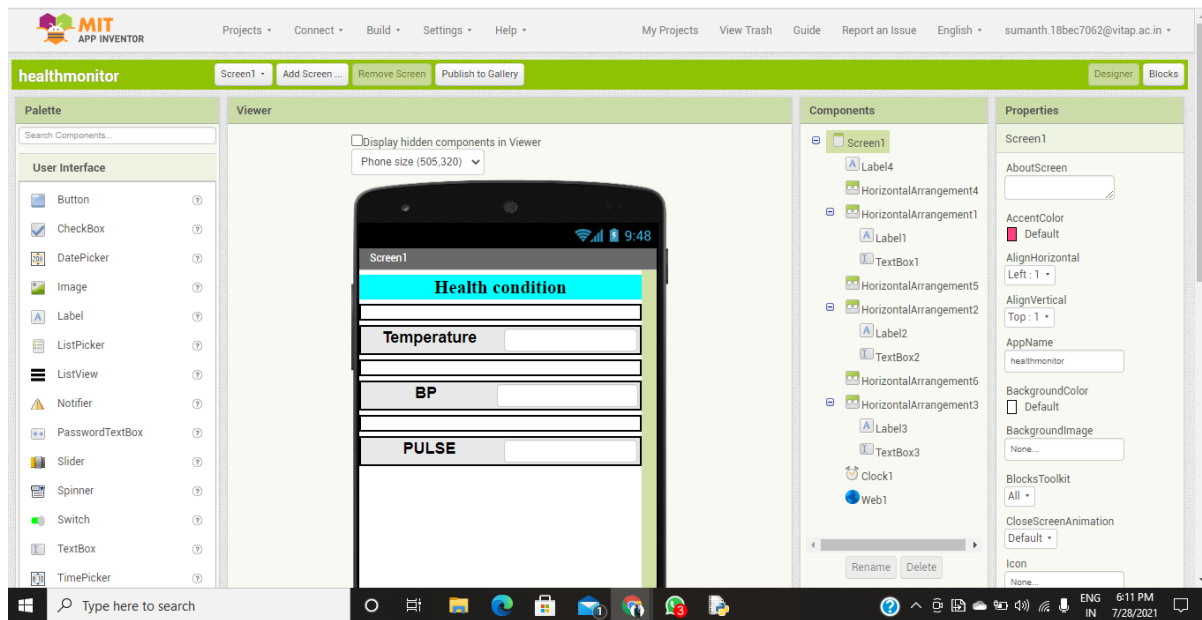 MIT
APP INVENTOR
Projects Connect Build Settings Help My Projects View Trash Guide Report an Issue English sumanth.18bec7062@vitap.ac.in
healthmonitor Screen1 Add Screen ... Remove Screen Publish to Gallery Designer Blocks
Palette
Search Components...
User Interface
Button
CheckBox
DatePicker
Image
Label
ListPicker
ListView
Notifier
PasswordTextBox
Slider
Spinner
Switch
TextBox
TimePicker
Viewer
Display hidden components in Viewer
Phone size (505,320)
9:48
Screen1
Health condition
Temperature
BP
PULSE
Components
Screen1
Label4
HorizontalArrangement4
HorizontalArrangement1
Label1
TextBox1
HorizontalArrangement5
HorizontalArrangement2
Label2
TextBox2
HorizontalArrangement6
HorizontalArrangement3
Label3
TextBox3
Clock1
Web1
Rename Delete
Properties
Screen1
AboutScreen
AccentColor
Default
AlignHorizontal
Left : 1
AlignVertical
Top : 1
AppName
healthmonitor
BackgroundColor
Default
BackgroundImage
None...
BlocksToolkit
All
CloseScreenAnimation
Default
Icon
None...
Type here to search
1
3
ENG
IN
6:11 PM
7/28/2021